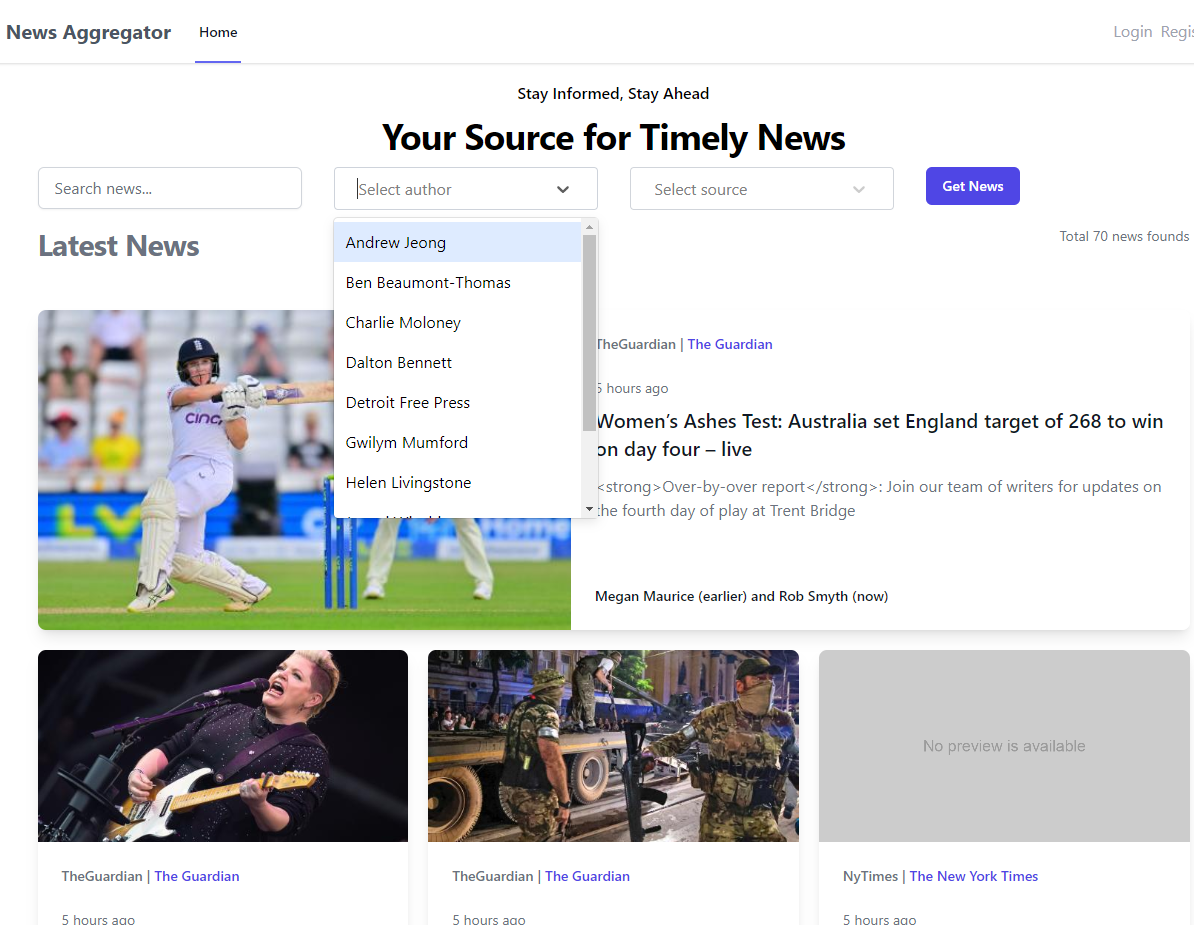 News Aggregator Home Login Regis
Stay Informed, Stay Ahead
Your Source for Timely News
Search news... Select author Select source Get News
Latest News
Total 70 news founds
Andrew Jeong
Ben Beaumont-Thomas
Charlie Moloney
Dalton Bennett
Detroit Free Press
Gwilym Mumford
Helen Livingstone
cinc
TheGuardian | The Guardian
5 hours ago
Women’s Ashes Test: Australia set England target of 268 to win
on day four – live
<strong>Over-by-over report</strong>: Join our team of writers for updates on
the fourth day of play at Trent Bridge
Megan Maurice (earlier) and Rob Smyth (now)
No preview is available
TheGuardian | The Guardian
5 hours ago
TheGuardian | The Guardian
5 hours ago
NyTimes | The New York Times
5 hours ago